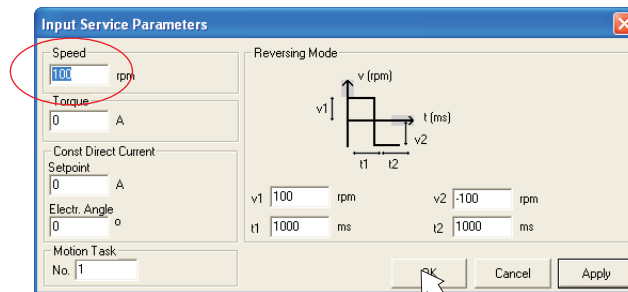 Input Service Parameters
Speed
100 rpm
Torque
0 A
Const Direct Current
Setpoint
0 A
Electr. Angle
0 o
Motion Task
No. 1
Reversing Mode
v (rpm)
v1
t (ms)
v2
t1 t2
v1 100 rpm v2 -100 rpm
t1 1000 ms t2 1000 ms
OK Cancel Apply